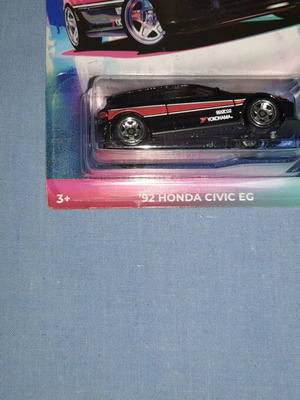 YOKOHAMA
3+
'92 HONDA CIVIC EG